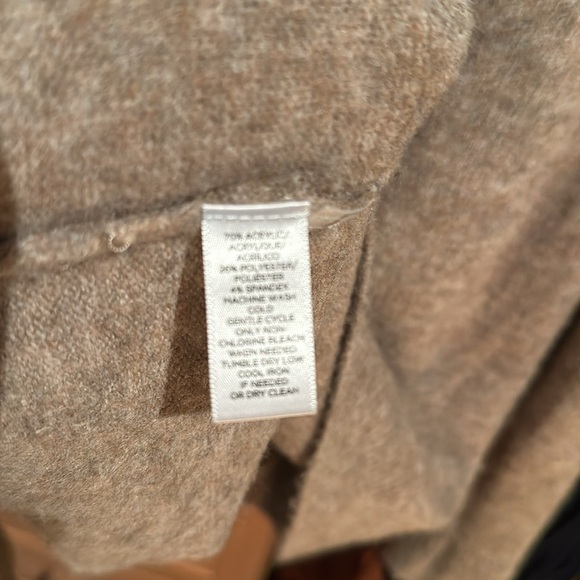 70% ACRYLIC/
ACRYLIQUE/
ACRILICO
26% POLYESTER/
POLIESTER
4% SPANDEX
MACHINE WASH
COLD
GENTLE CYCLE
ONLY NON-
CHLORINE BLEACH
WHEN NEEDED
TUMBLE DRY LOW
COOL IRON
IF NEEDED
OR DRY CLEAN